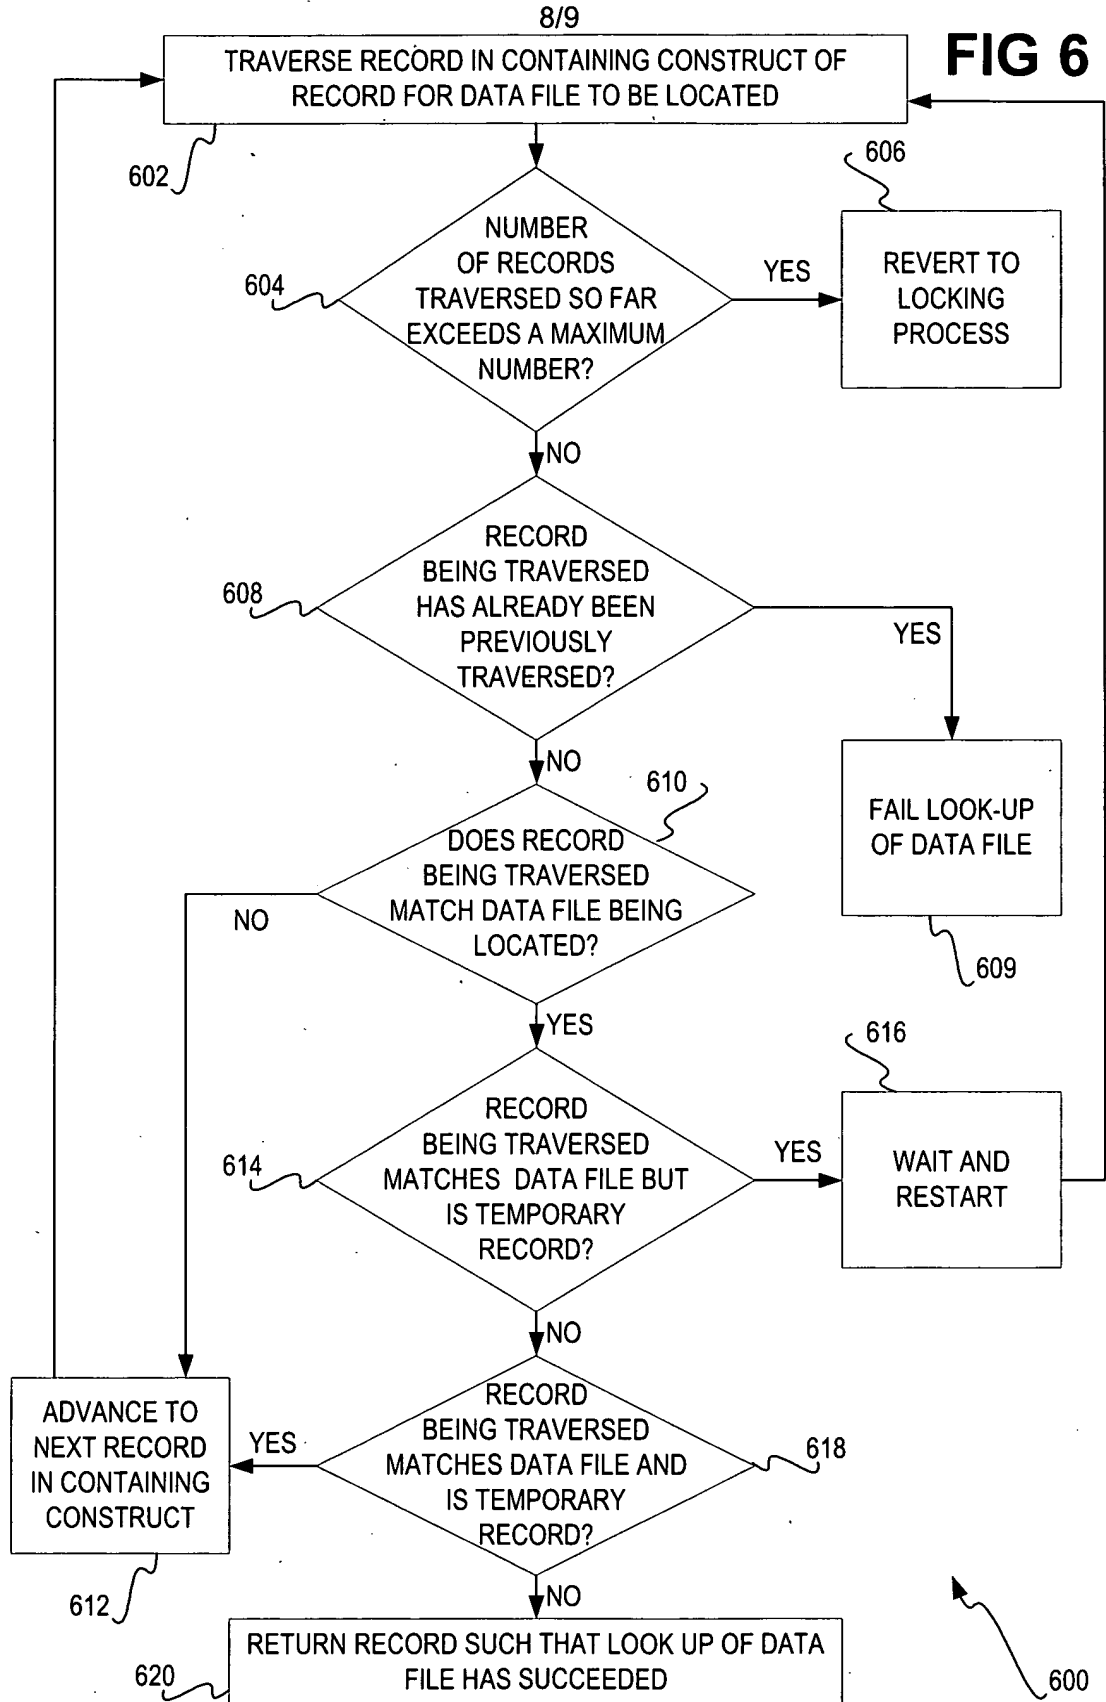 8/9
FIG 6
TRAVERSE RECORD IN CONTAINING CONSTRUCT OF
RECORD FOR DATA FILE TO BE LOCATED
602
606
NUMBER
OF RECORDS
TRAVERSED SO FAR
EXCEEDS A MAXIMUM
NUMBER?
604
YES
REVERT TO
LOCKING
PROCESS
NO
RECORD
BEING TRAVERSED
HAS ALREADY BEEN
PREVIOUSLY
TRAVERSED?
608
YES
NO
610
FAIL LOOK-UP
OF DATA FILE
609
DOES RECORD
BEING TRAVERSED
MATCH DATA FILE BEING
LOCATED?
NO
YES
616
RECORD
BEING TRAVERSED
MATCHES DATA FILE BUT
IS TEMPORARY
RECORD?
614
YES
WAIT AND
RESTART
NO
RECORD
BEING TRAVERSED
MATCHES DATA FILE AND
IS TEMPORARY
RECORD?
618
YES
ADVANCE TO
NEXT RECORD
IN CONTAINING
CONSTRUCT
612
NO
RETURN RECORD SUCH THAT LOOK UP OF DATA
FILE HAS SUCCEEDED
620
600